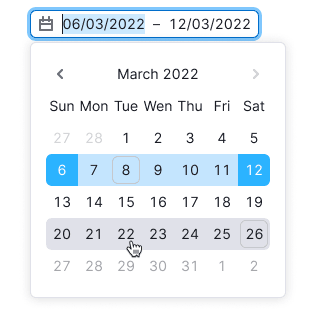 06/03/2022 – 12/03/2022
March 2022
Sun Mon Tue Wen Thu Fri Sat
27 28 1 2 3 4 5
6 7 8 9 10 11 12
13 14 15 16 17 18 19
20 21 22 23 24 25 26
27 28 29 30 31 1 2